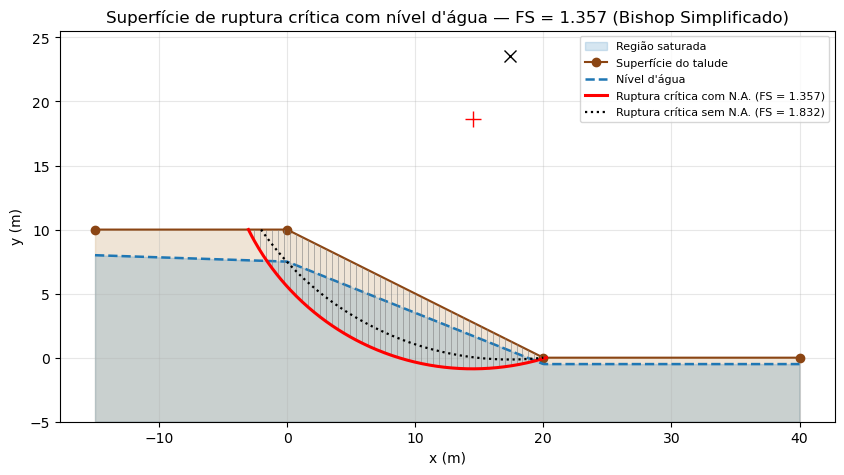 Superfície de ruptura crítica com nível d'água — FS = 1.357 (Bishop Simplificado)
Região saturada
Superfície do talude
Nível d'água
Ruptura crítica com N.A. (FS = 1.357)
Ruptura crítica sem N.A. (FS = 1.832)
25
20
15
10
5
0
−5
y (m)
−10
0
10
20
30
40
x (m)